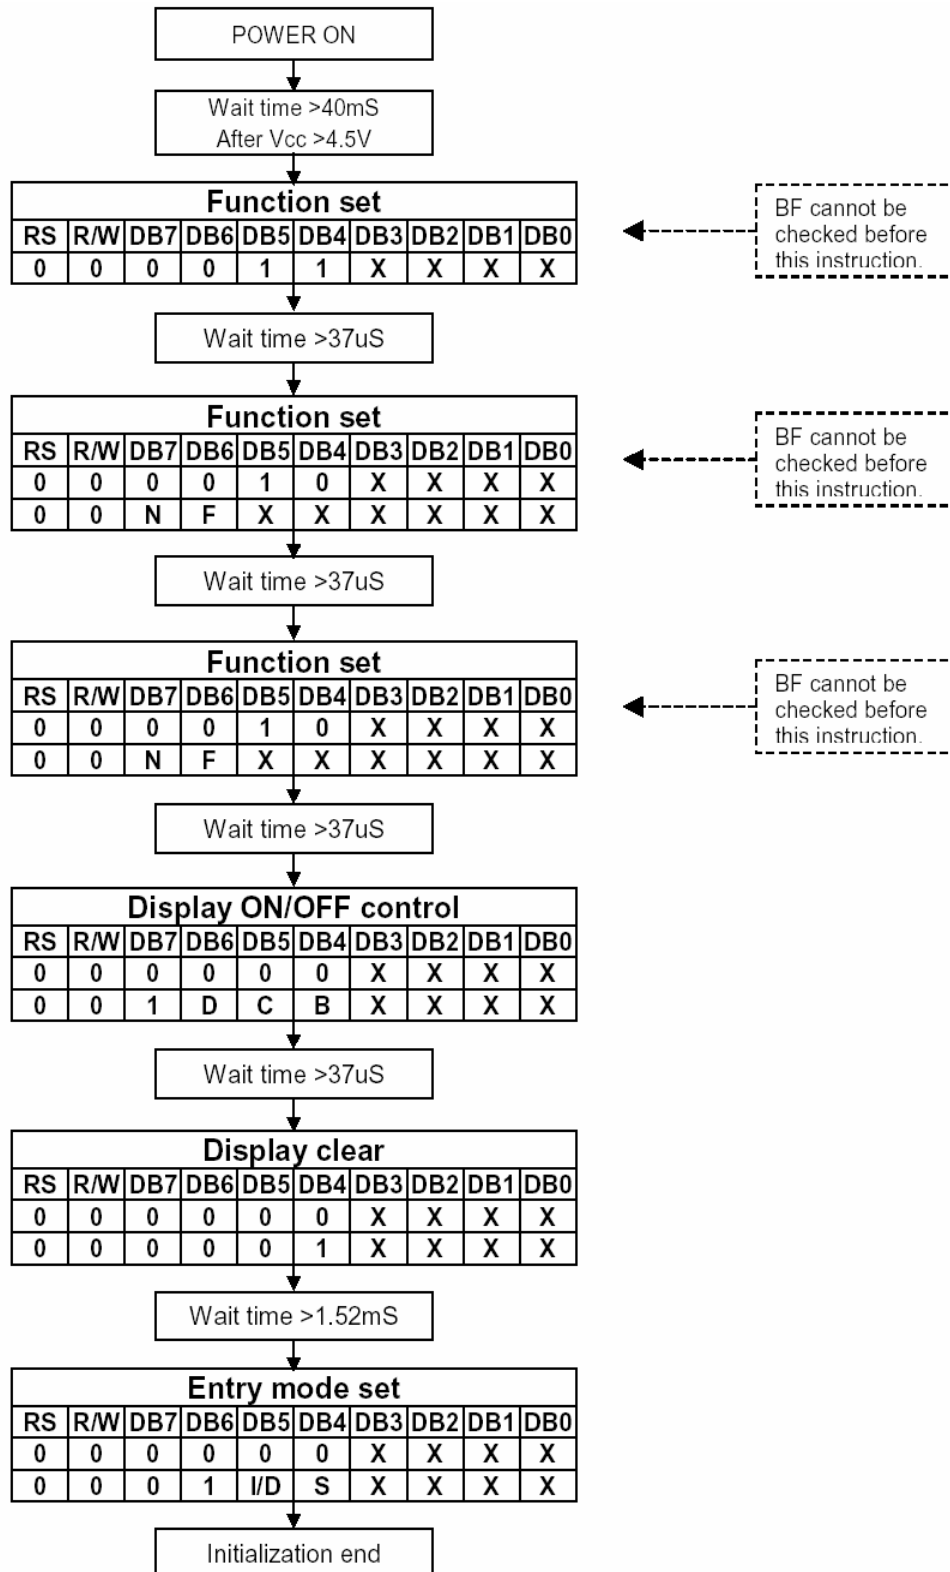 POWER ON
Wait time >40mS
After Vcc >4.5V
Function set
RS R/W DB7 DB6 DB5 DB4 DB3 DB2 DB1 DB0
0 0 0 0 1 1 X X X X
BF cannot be
checked before
this instruction.
Wait time >37uS
Function set
RS R/W DB7 DB6 DB5 DB4 DB3 DB2 DB1 DB0
0 0 0 0 1 0 X X X X
0 0 N F X X X X X X
BF cannot be
checked before
this instruction.
Wait time >37uS
Function set
RS R/W DB7 DB6 DB5 DB4 DB3 DB2 DB1 DB0
0 0 0 0 1 0 X X X X
0 0 N F X X X X X X
BF cannot be
checked before
this instruction.
Wait time >37uS
Display ON/OFF control
RS R/W DB7 DB6 DB5 DB4 DB3 DB2 DB1 DB0
0 0 0 0 0 0 X X X X
0 0 1 D C B X X X X
Wait time >37uS
Display clear
RS R/W DB7 DB6 DB5 DB4 DB3 DB2 DB1 DB0
0 0 0 0 0 0 X X X X
0 0 0 0 0 1 X X X X
Wait time >1.52mS
Entry mode set
RS R/W DB7 DB6 DB5 DB4 DB3 DB2 DB1 DB0
0 0 0 0 0 0 X X X X
0 0 0 1 I/D S X X X X
Initialization end